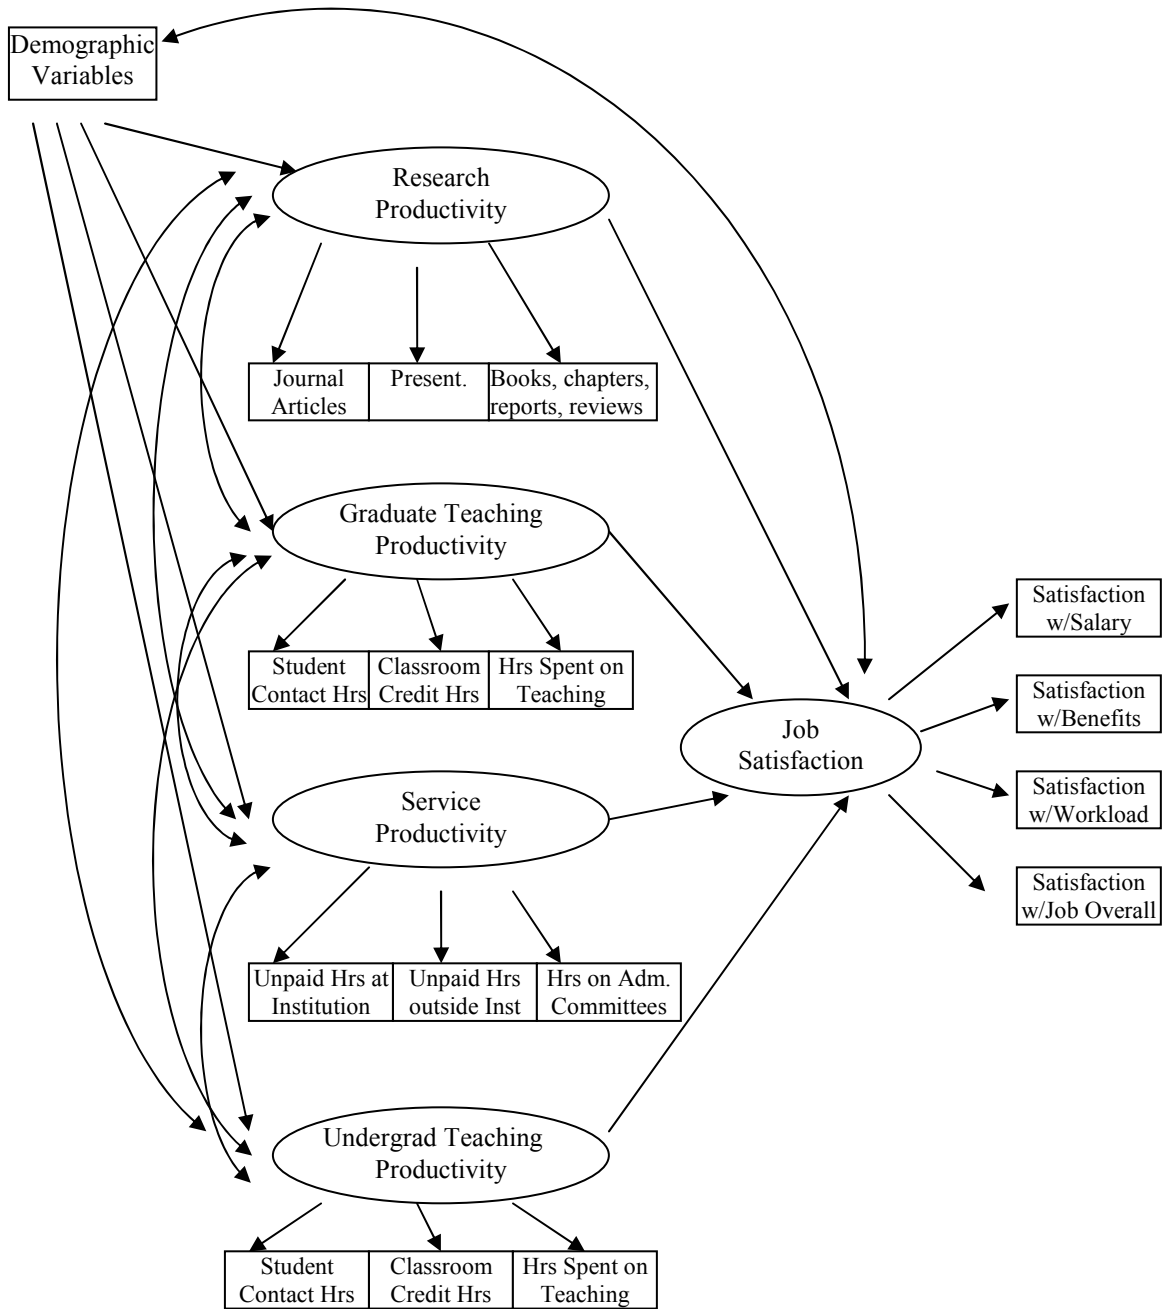 Demographic
Variables
Research
Productivity
Journal
Articles
Present.
Books, chapters,
reports, reviews
Graduate Teaching
Productivity
Student
Contact Hrs
Classroom
Credit Hrs
Hrs Spent on
Teaching
Satisfaction
w/Salary
Satisfaction
w/Benefits
Job
Satisfaction
Satisfaction
w/Workload
Satisfaction
w/Job Overall
Service
Productivity
Unpaid Hrs at
Institution
Unpaid Hrs
outside Inst
Hrs on Adm.
Committees
Undergrad Teaching
Productivity
Student
Contact Hrs
Classroom
Credit Hrs
Hrs Spent on
Teaching